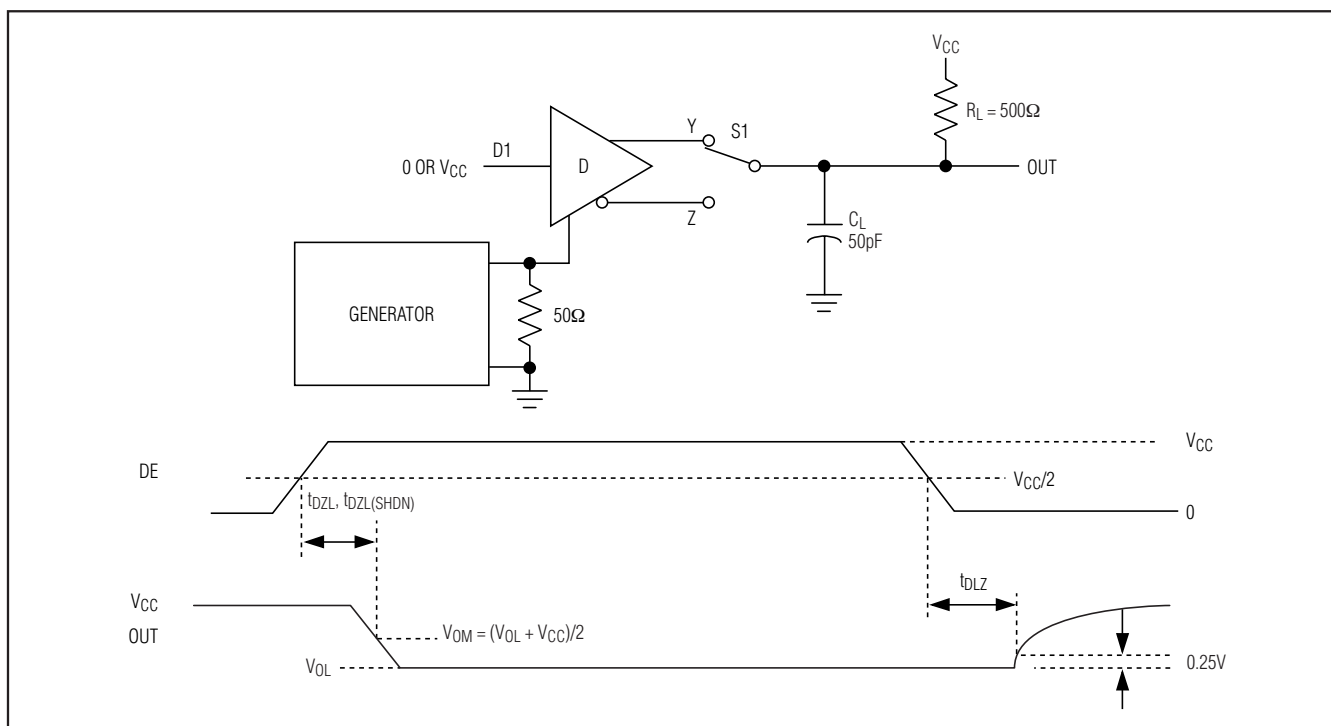 VCC
RL = 500Ω
Y
S1
D1
0 OR VCC
D
OUT
Z
CL
50pF
GENERATOR
50Ω
VCC
DE
VCC/2
tDZL, tDZL(SHDN)
0
tDLZ
VCC
OUT
VOM = (VOL + VCC)/2
VOL
0.25V